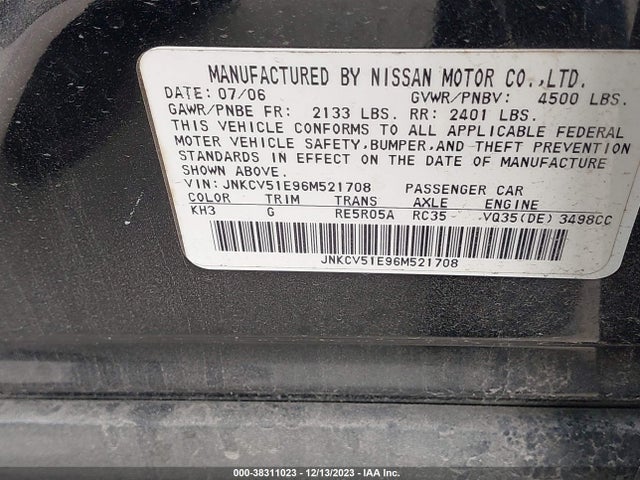 MANUFACTURED BY NISSAN MOTOR CO.,LTD.
DATE: 07/06 GVWR/PNBV: 4500 LBS.
GAWR/PNBE FR: 2133 LBS. RR: 2401 LBS.
THIS VEHICLE CONFORMS TO ALL APPLICABLE FEDERAL
MOTOR VEHICLE SAFETY,BUMPER,AND THEFT PREVENTION
STANDARDS IN EFFECT ON THE DATE OF MANUFACTURE
SHOWN ABOVE.
VIN: JNKCV51E96M521708 PASSENGER CAR
COLOR TRIM TRANS AXLE ENGINE
KH3 G RE5R05A RC35 VQ35(DE) 3498CC
JNKCV51E96M521708
000-38311023 — 12/13/2023 — IAA Inc.